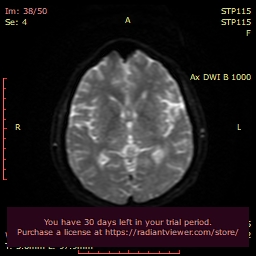 Im: 38/50
Se: 4
A
STP115
STP115
F
Ax DWI B 1000
R
L
You have 30 days left in your trial period.
Purchase a license at https://radiantviewer.com/store/